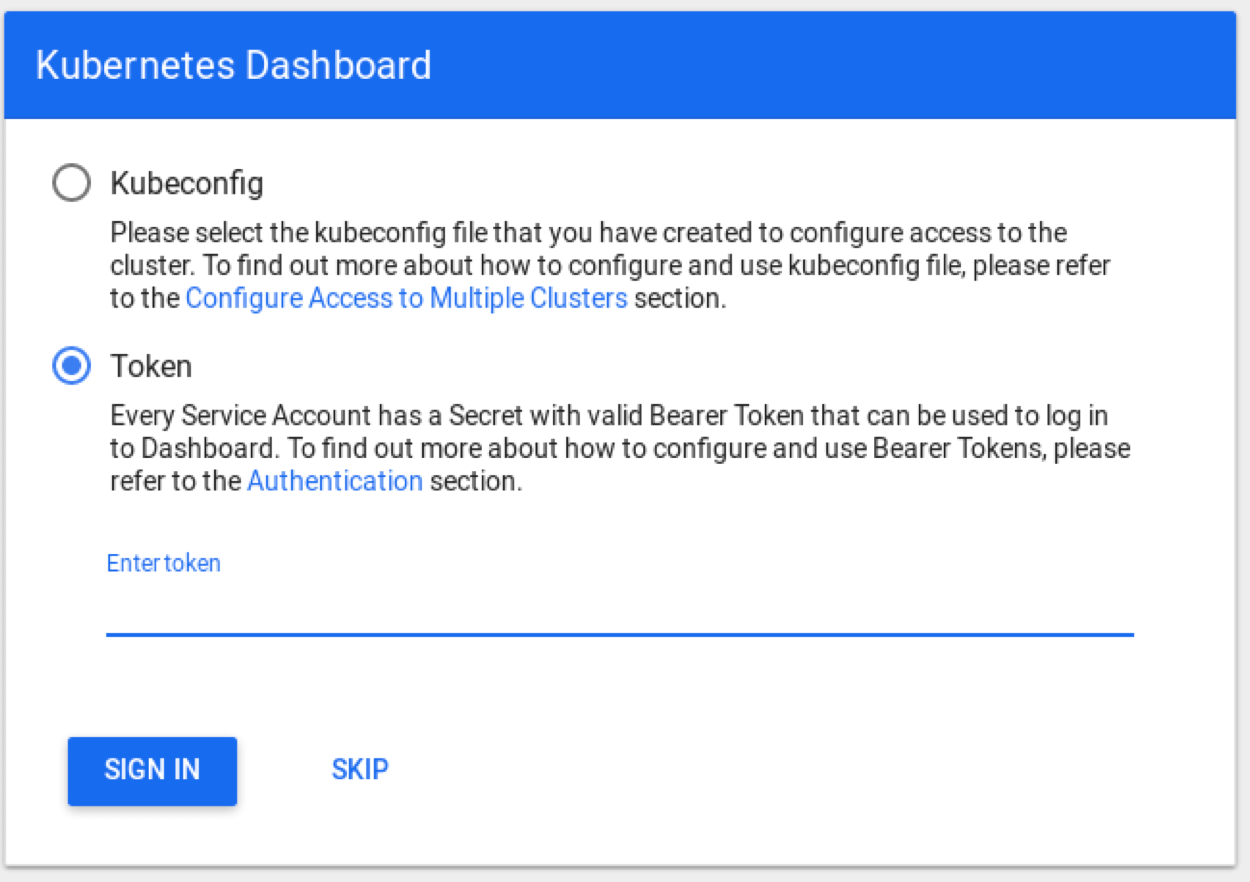 Kubernetes Dashboard
Kubeconfig
Please select the kubeconfig file that you have created to configure access to the
cluster. To find out more about how to configure and use kubeconfig file, please refer
to the Configure Access to Multiple Clusters section.
Token
Every Service Account has a Secret with valid Bearer Token that can be used to log in
to Dashboard. To find out more about how to configure and use Bearer Tokens, please
refer to the Authentication section.
Enter token
SIGN IN SKIP